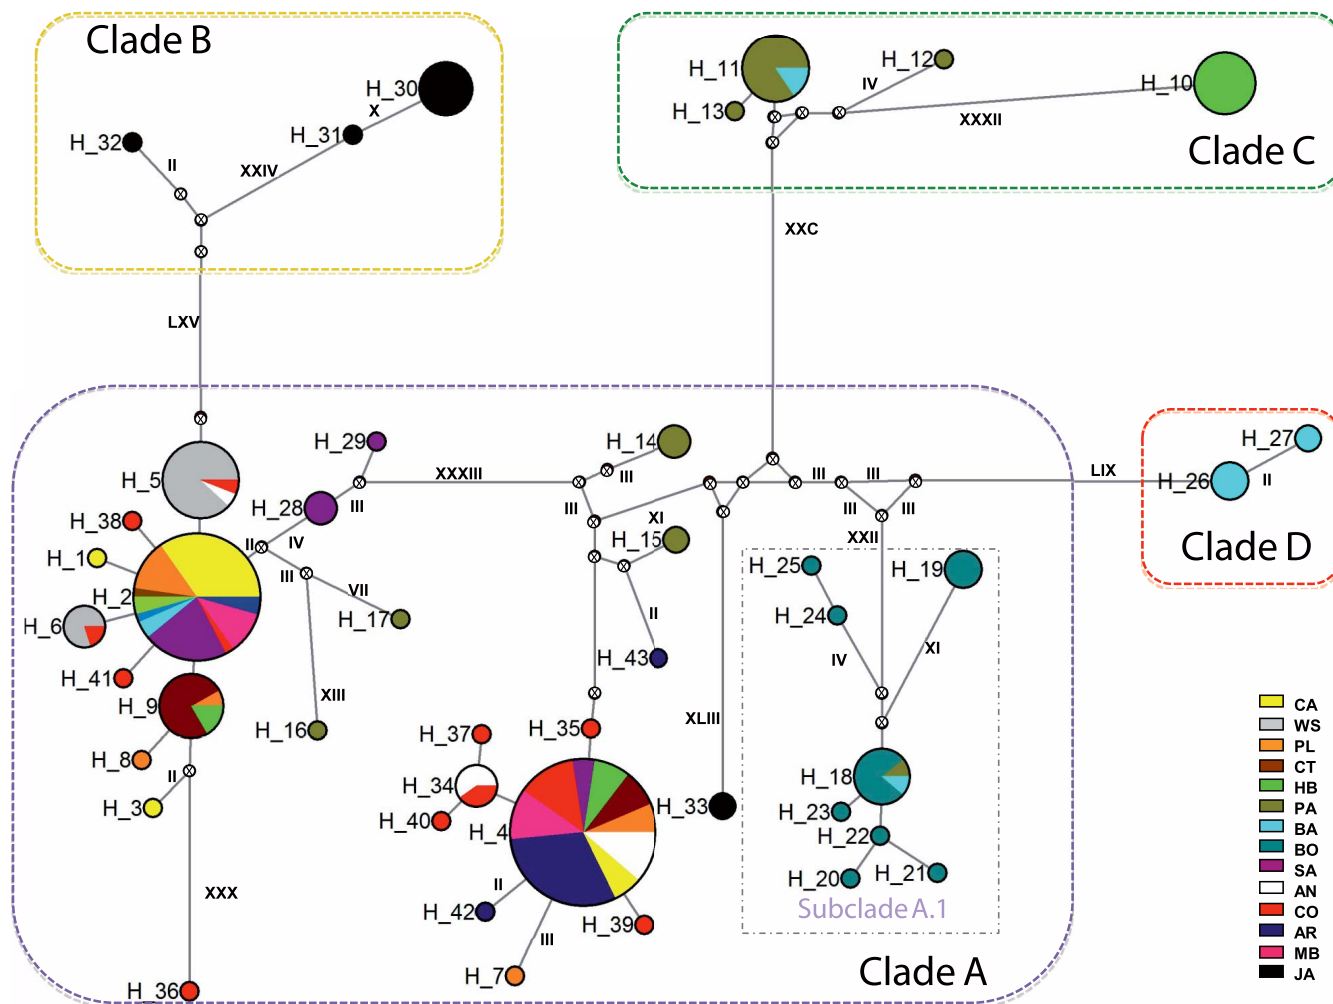 Clade B
H_30
X
H_31
H_32
II
XXIV
LXV
H_11
H_12
IV
H_10
H_13
XXXII
Clade C
XXC
H_29
H_14
XXXIII
III
H_5
H_28
III
III
XI
III
III
III
III
LIX
H_27
H_26
II
Clade D
H_38
II
IV
H_1
III
H_15
XXII
H_25
H_19
H_2
VII
H_17
II
H_24
H_6
H_43
IV
XI
H_41
XIII
H_9
H_16
XLIII
H_8
II
H_3
H_37
H_35
H_34
H_18
H_40
H_4
H_33
H_23
H_22
H_20
H_21
Subclade A.1
II
H_42
H_39
III
H_7
XXX
H_36
Clade A
CA
WS
PL
CT
HB
PA
BA
BO
SA
AN
CO
AR
MB
JA